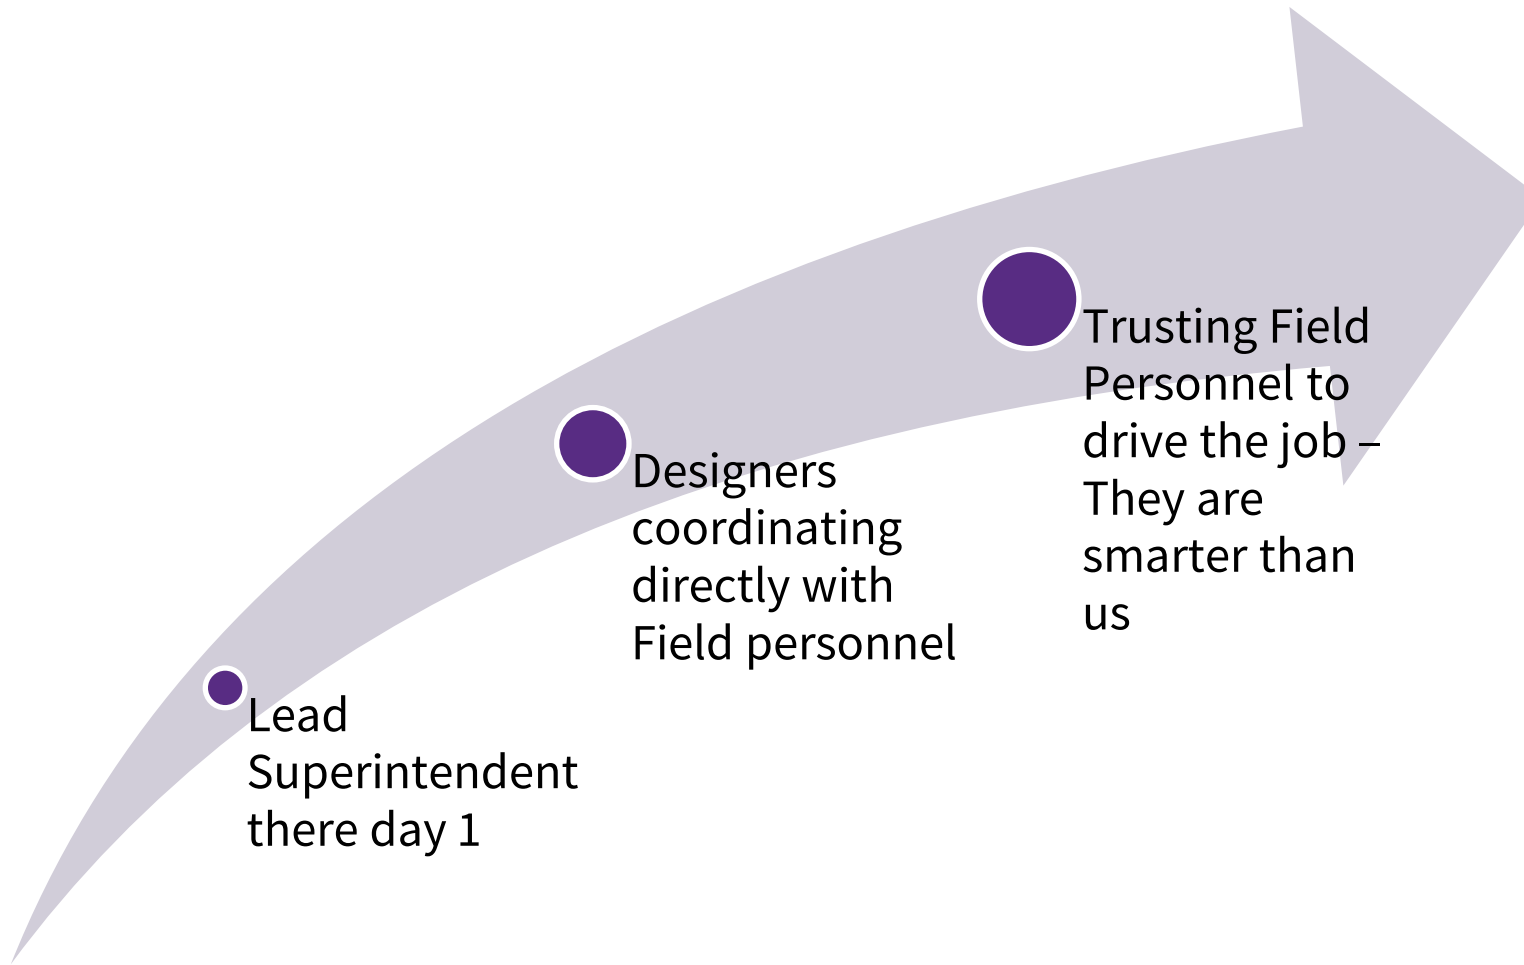 Lead
Superintendent
there day 1
Designers
coordinating
directly with
Field personnel
Trusting Field
Personnel to
drive the job –
They are
smarter than
us